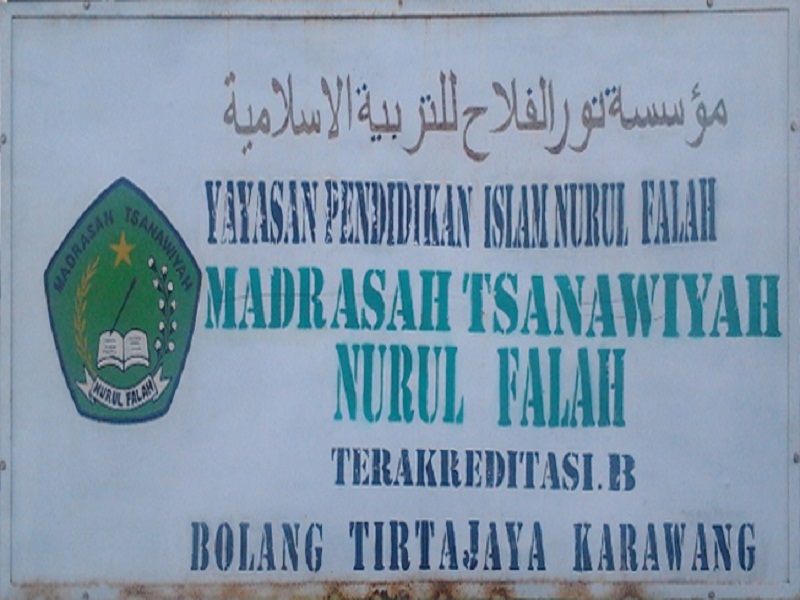 مؤسسة نور الفلاح للتربية الاسلامية
YAYASAN PENDIDIKAN ISLAM NURUL FALAH
MADRASAH TSANAWIYAH
NURUL FALAH
TERAKREDITASI.B
BOLANG TIRTAJAYA KARAWANG
MADRASAH TSANAWIYAH
NURUL FALAH